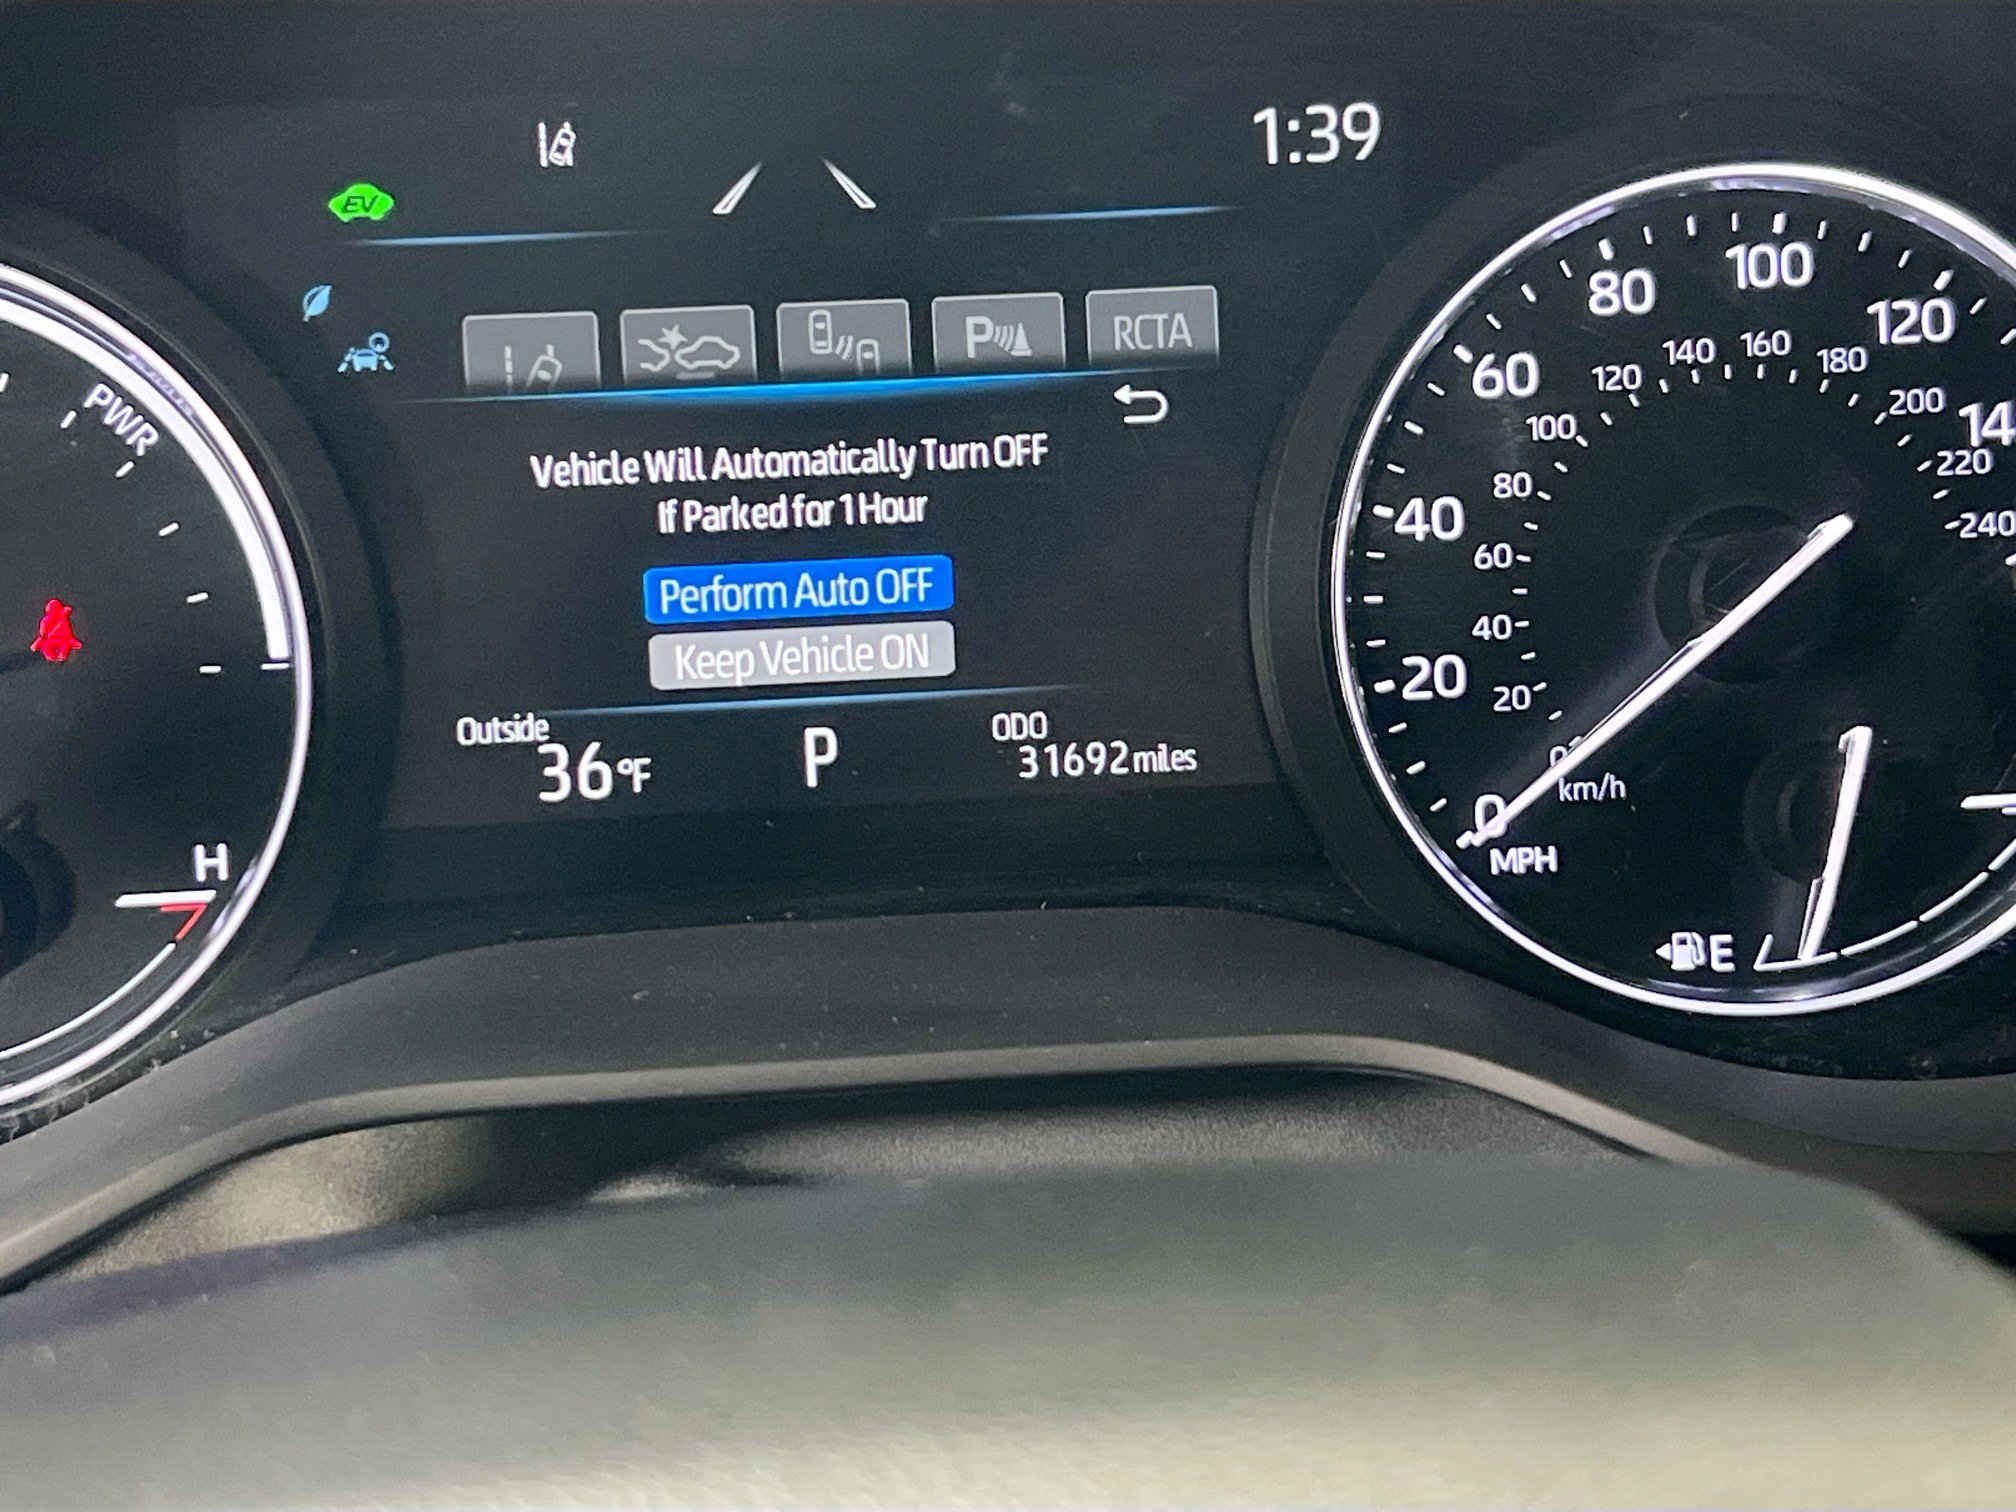 1:39
EV
RCTA
P
Vehicle Will Automatically Turn OFF
If Parked for 1 Hour
Perform Auto OFF
Keep Vehicle ON
Outside
36°F
P
ODO
31692 miles
PWR
H
0
20
40
60
80
100
120
14
20
40
60
80
100
120
140
160
180
200
220
240
km/h
MPH
E